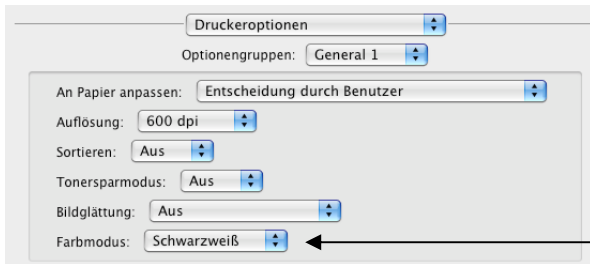 Druckeroptionen
Optionengruppen: General 1
An Papier anpassen: Entscheidung durch Benutzer
Auflösung: 600 dpi
Sortieren: Aus
Tonersparmodus: Aus
Bildglättung: Aus
Farbmodus: Schwarzweiß